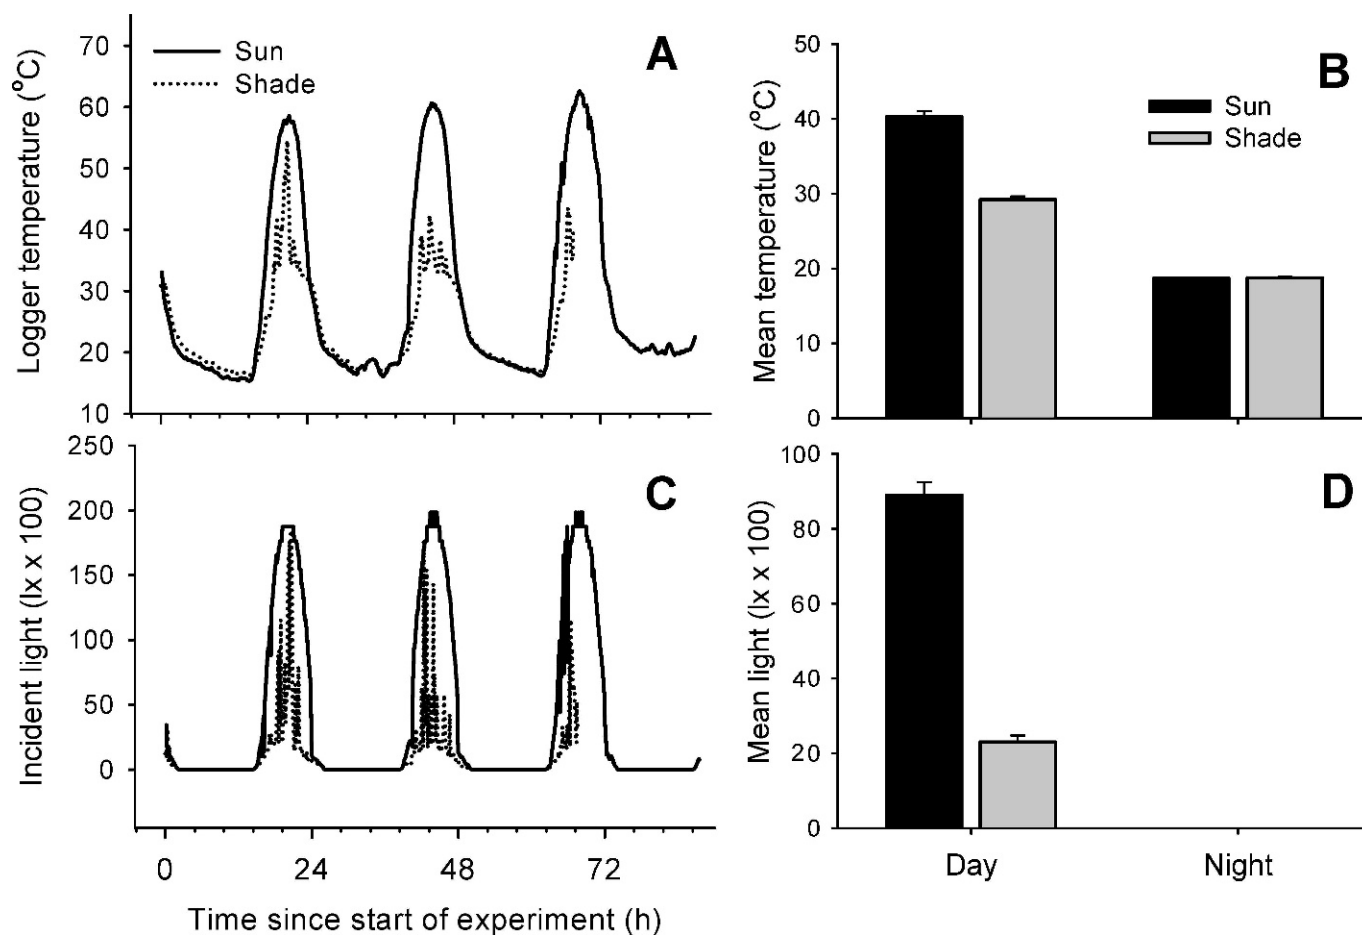 A
Sun
Shade
Logger temperature (°C)
70
60
50
40
30
20
10
B
Sun
Shade
Mean temperature (°C)
50
40
30
20
10
0
C
Incident light (lx x 100)
250
200
150
100
50
0
0 24 48 72
Time since start of experiment (h)
D
Mean light (lx x 100)
100
80
60
40
20
0
Day Night